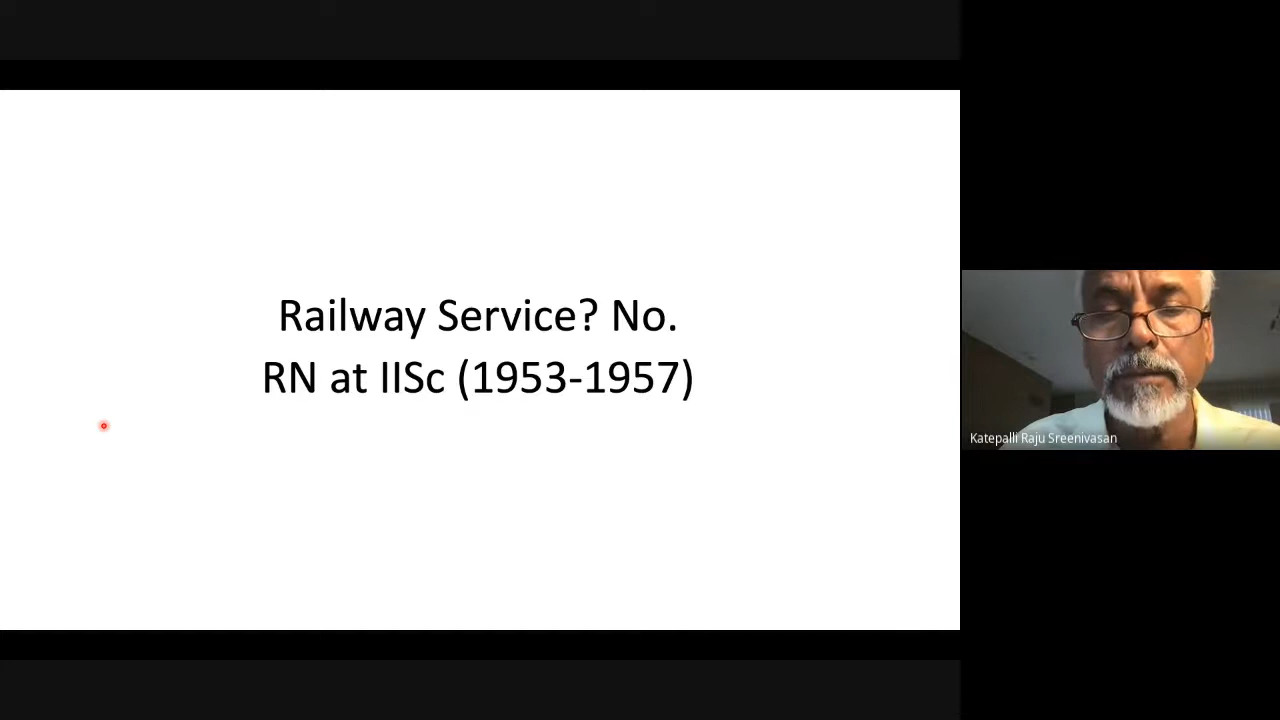 Railway Service? No.
RN at IISc (1953-1957)
Katepalli Raju Sreenivasan